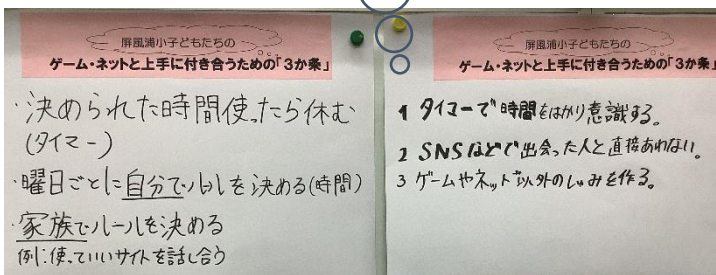 屏風浦小子どもたちの
ゲーム・ネットと上手に付き合うための「3か条」
・決められた時間使ったら休む
(タイマー)
・曜日ごとに自分でルールを決める(時間)
・家族でルールを決める
例:使っていいサイトを話し合う
屏風浦小子どもたちの
ゲーム・ネットと上手に付き合うための「3か条」
1 タイマーで時間をはかり意識する。
2 SNSなどで出会った人と直接あわない。
3 ゲームやネット以外のしゅみを作る。